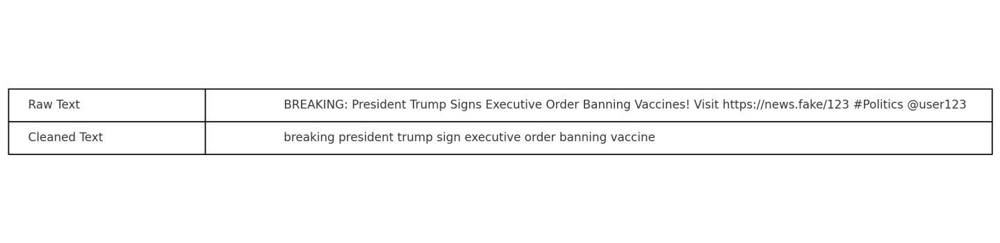 Raw Text BREAKING: President Trump Signs Executive Order Banning Vaccines! Visit https://news.fake/123 #Politics @user123
Cleaned Text breaking president trump sign executive order banning vaccine